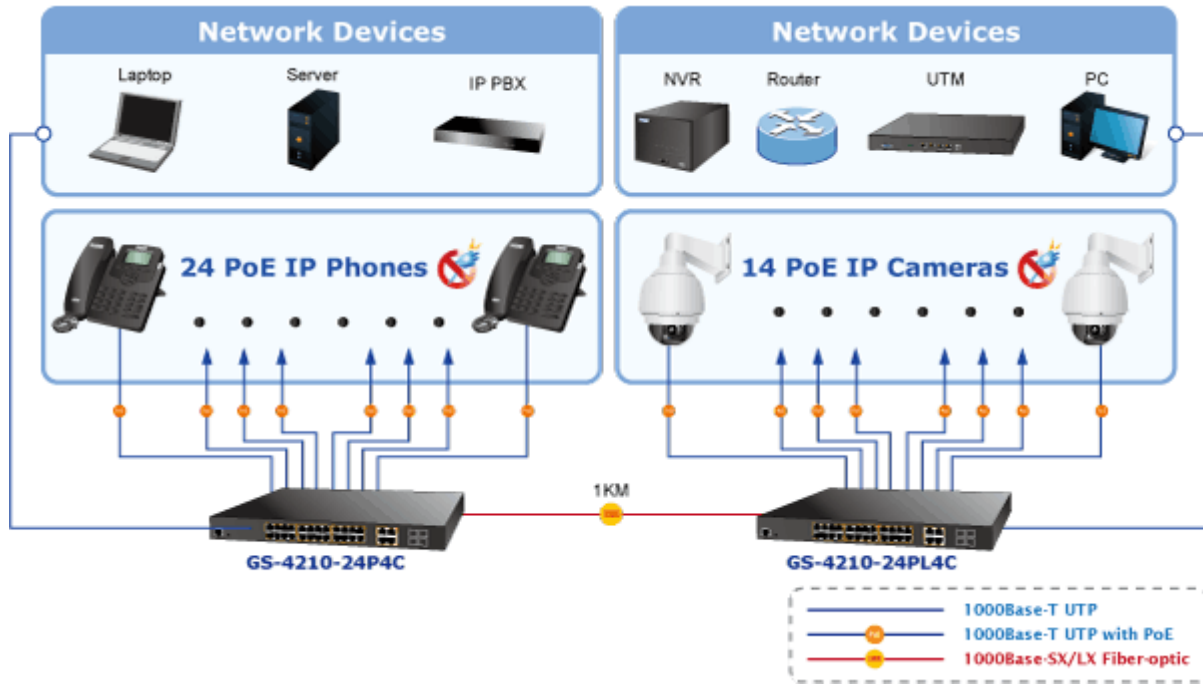 Network Devices
Laptop
Server
IP PBX
Network Devices
NVR
Router
UTM
PC
24 PoE IP Phones
14 PoE IP Cameras
1KM
GS-4210-24P4C
GS-4210-24PL4C
1000Base-T UTP
1000Base-T UTP with PoE
1000Base-SX/LX Fiber-optic